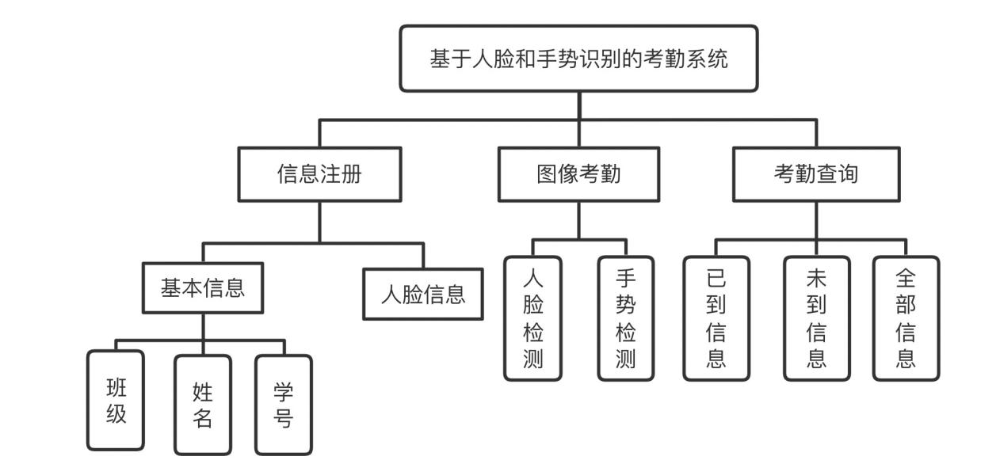 基于人脸和手势识别的考勤系统
信息注册
图像考勤
考勤查询
基本信息
人脸信息
人脸检测
手势检测
已到信息
未到信息
全部信息
班级
姓名
学号